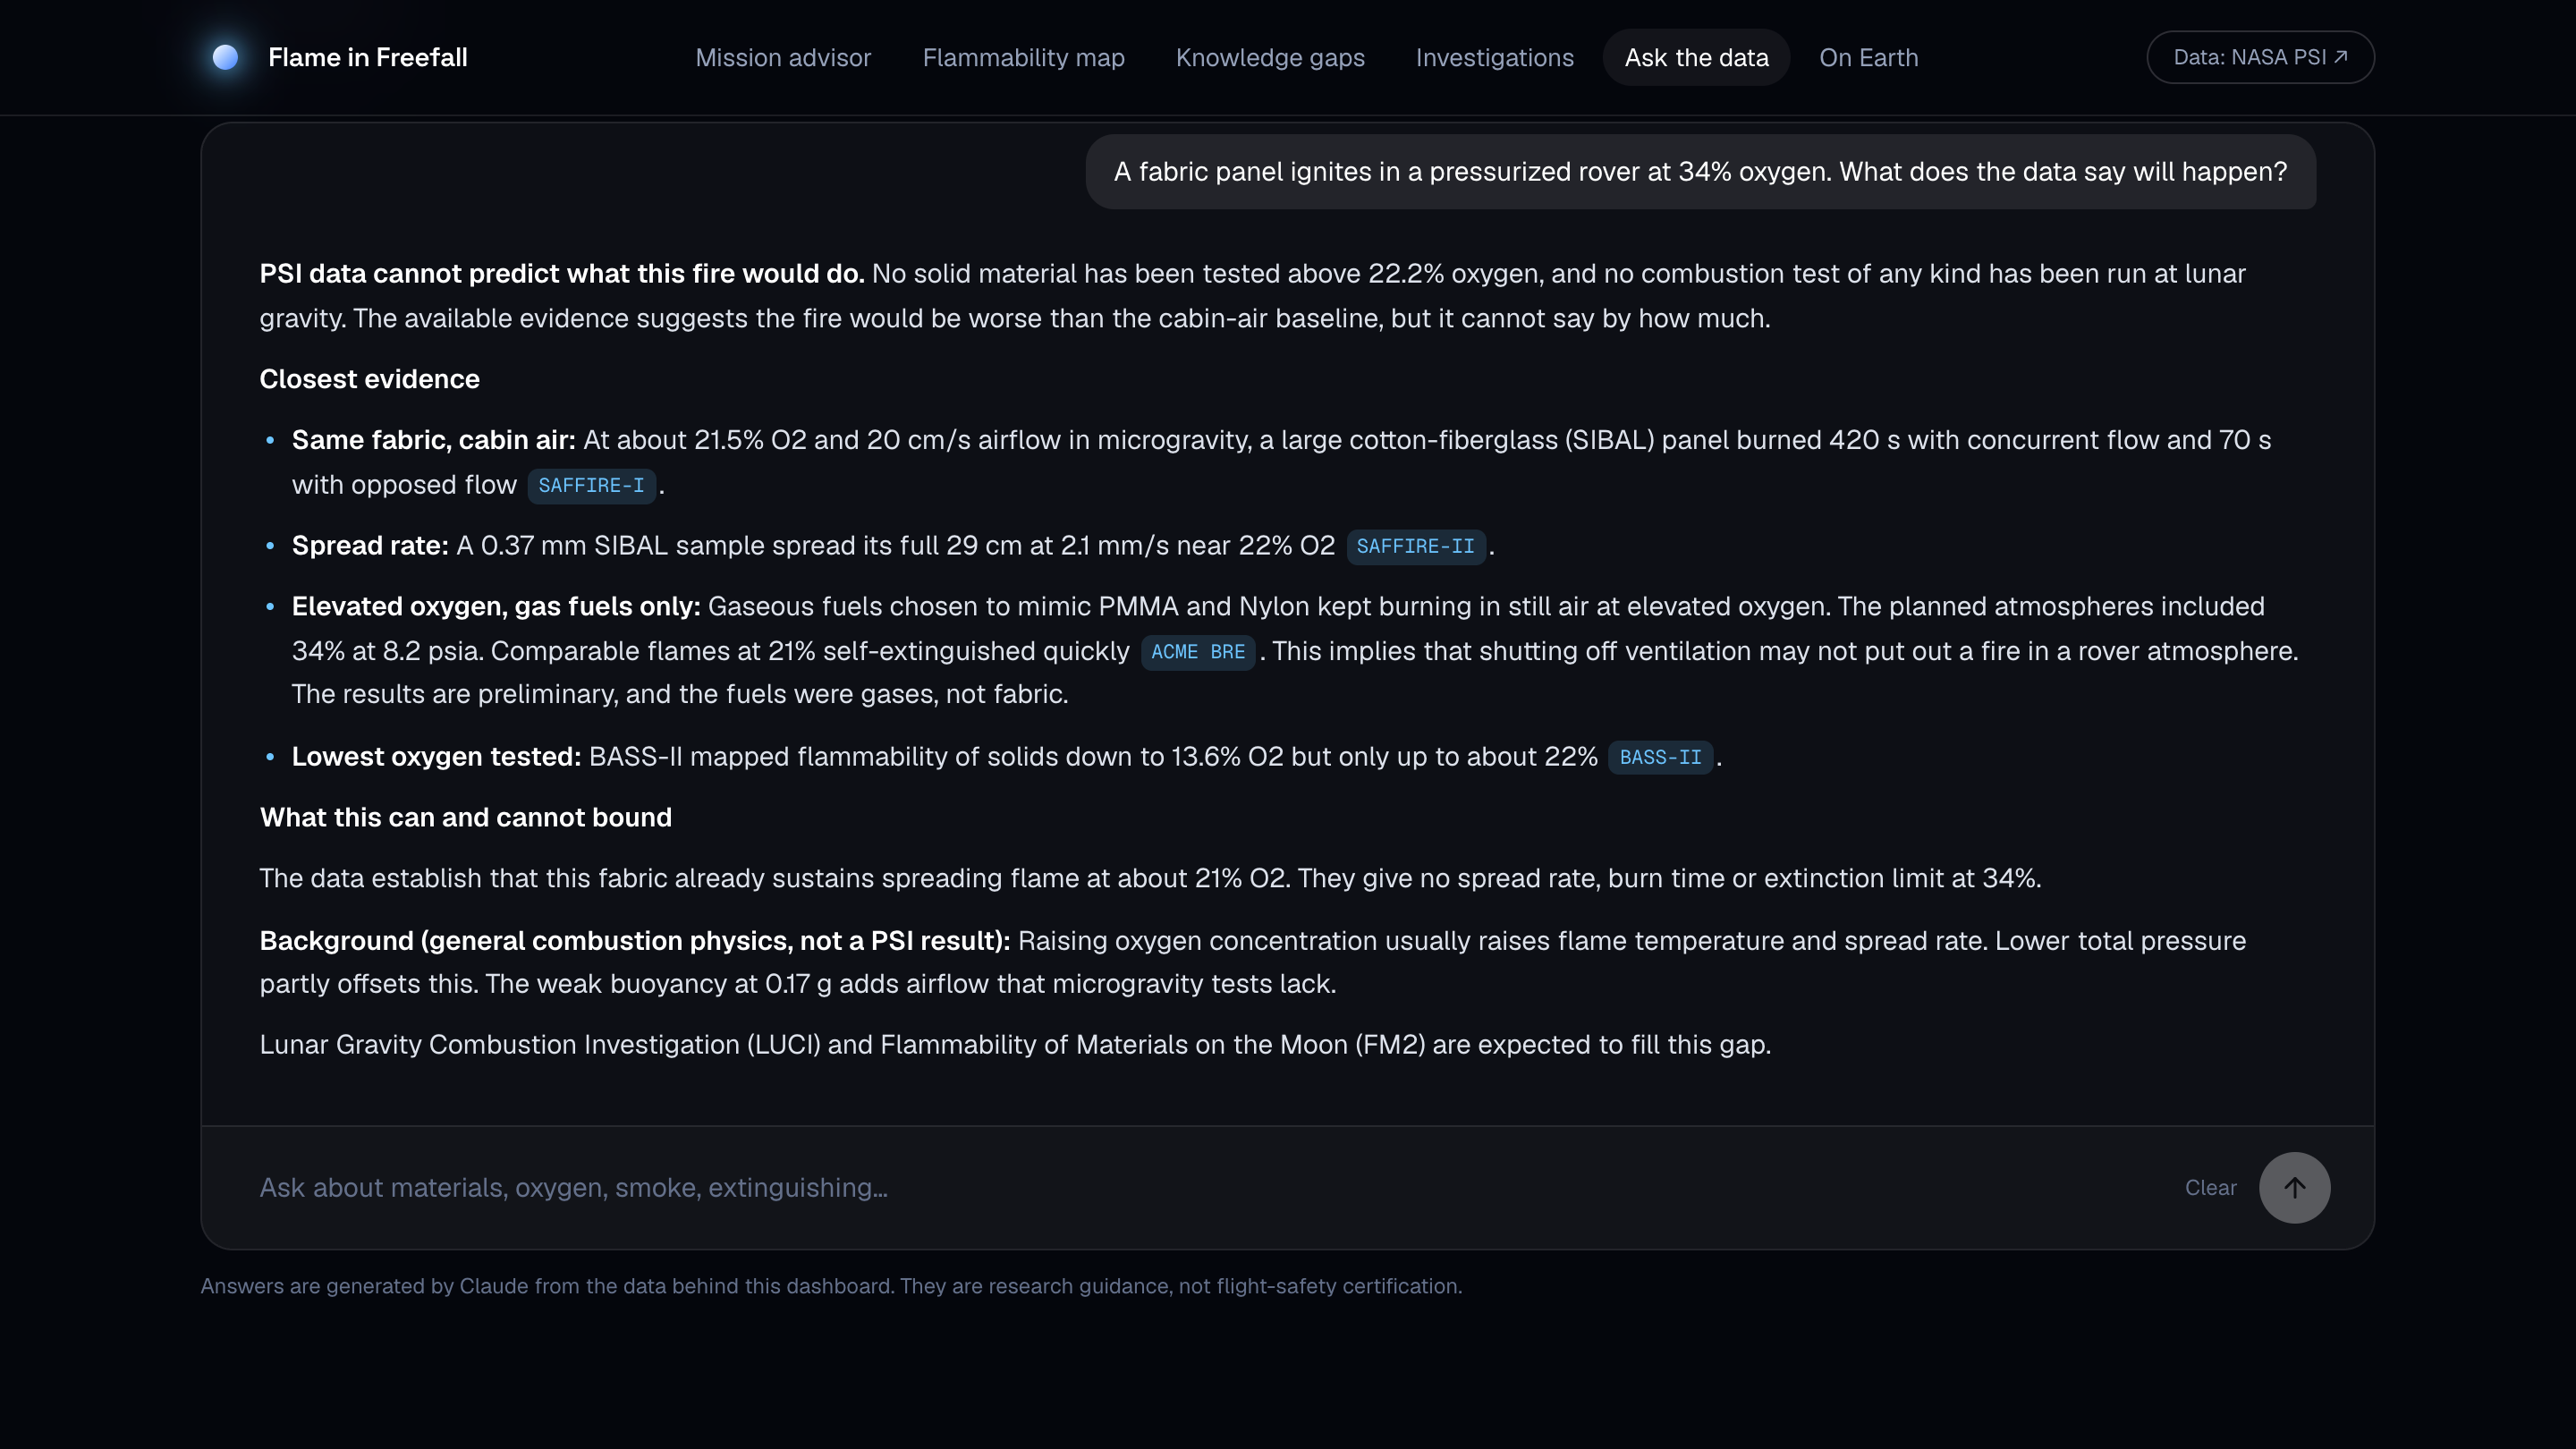 Flame in Freefall
Mission advisor
Flammability map
Knowledge gaps
Investigations
Ask the data
On Earth
Data: NASA PSI ↗
A fabric panel ignites in a pressurized rover at 34% oxygen. What does the data say will happen?
PSI data cannot predict what this fire would do. No solid material has been tested above 22.2% oxygen, and no combustion test of any kind has been run at lunar
gravity. The available evidence suggests the fire would be worse than the cabin-air baseline, but it cannot say by how much.
Closest evidence
• Same fabric, cabin air: At about 21.5% O2 and 20 cm/s airflow in microgravity, a large cotton-fiberglass (SIBAL) panel burned 420 s with concurrent flow and 70 s
with opposed flow SAFFIRE-I.
• Spread rate: A 0.37 mm SIBAL sample spread its full 29 cm at 2.1 mm/s near 22% O2 SAFFIRE-II.
• Elevated oxygen, gas fuels only: Gaseous fuels chosen to mimic PMMA and Nylon kept burning in still air at elevated oxygen. The planned atmospheres included
34% at 8.2 psia. Comparable flames at 21% self-extinguished quickly ACME BRE. This implies that shutting off ventilation may not put out a fire in a rover atmosphere.
The results are preliminary, and the fuels were gases, not fabric.
• Lowest oxygen tested: BASS-II mapped flammability of solids down to 13.6% O2 but only up to about 22% BASS-II.
What this can and cannot bound
The data establish that this fabric already sustains spreading flame at about 21% O2. They give no spread rate, burn time or extinction limit at 34%.
Background (general combustion physics, not a PSI result): Raising oxygen concentration usually raises flame temperature and spread rate. Lower total pressure
partly offsets this. The weak buoyancy at 0.17 g adds airflow that microgravity tests lack.
Lunar Gravity Combustion Investigation (LUCI) and Flammability of Materials on the Moon (FM2) are expected to fill this gap.
Ask about materials, oxygen, smoke, extinguishing...
Clear
Answers are generated by Claude from the data behind this dashboard. They are research guidance, not flight-safety certification.